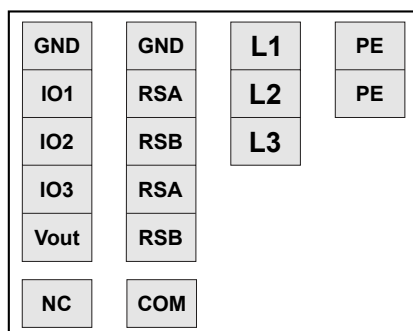 GND GND L1 PE
IO1 RSA L2 PE
IO2 RSB L3
IO3 RSA
Vout RSB
NC COM